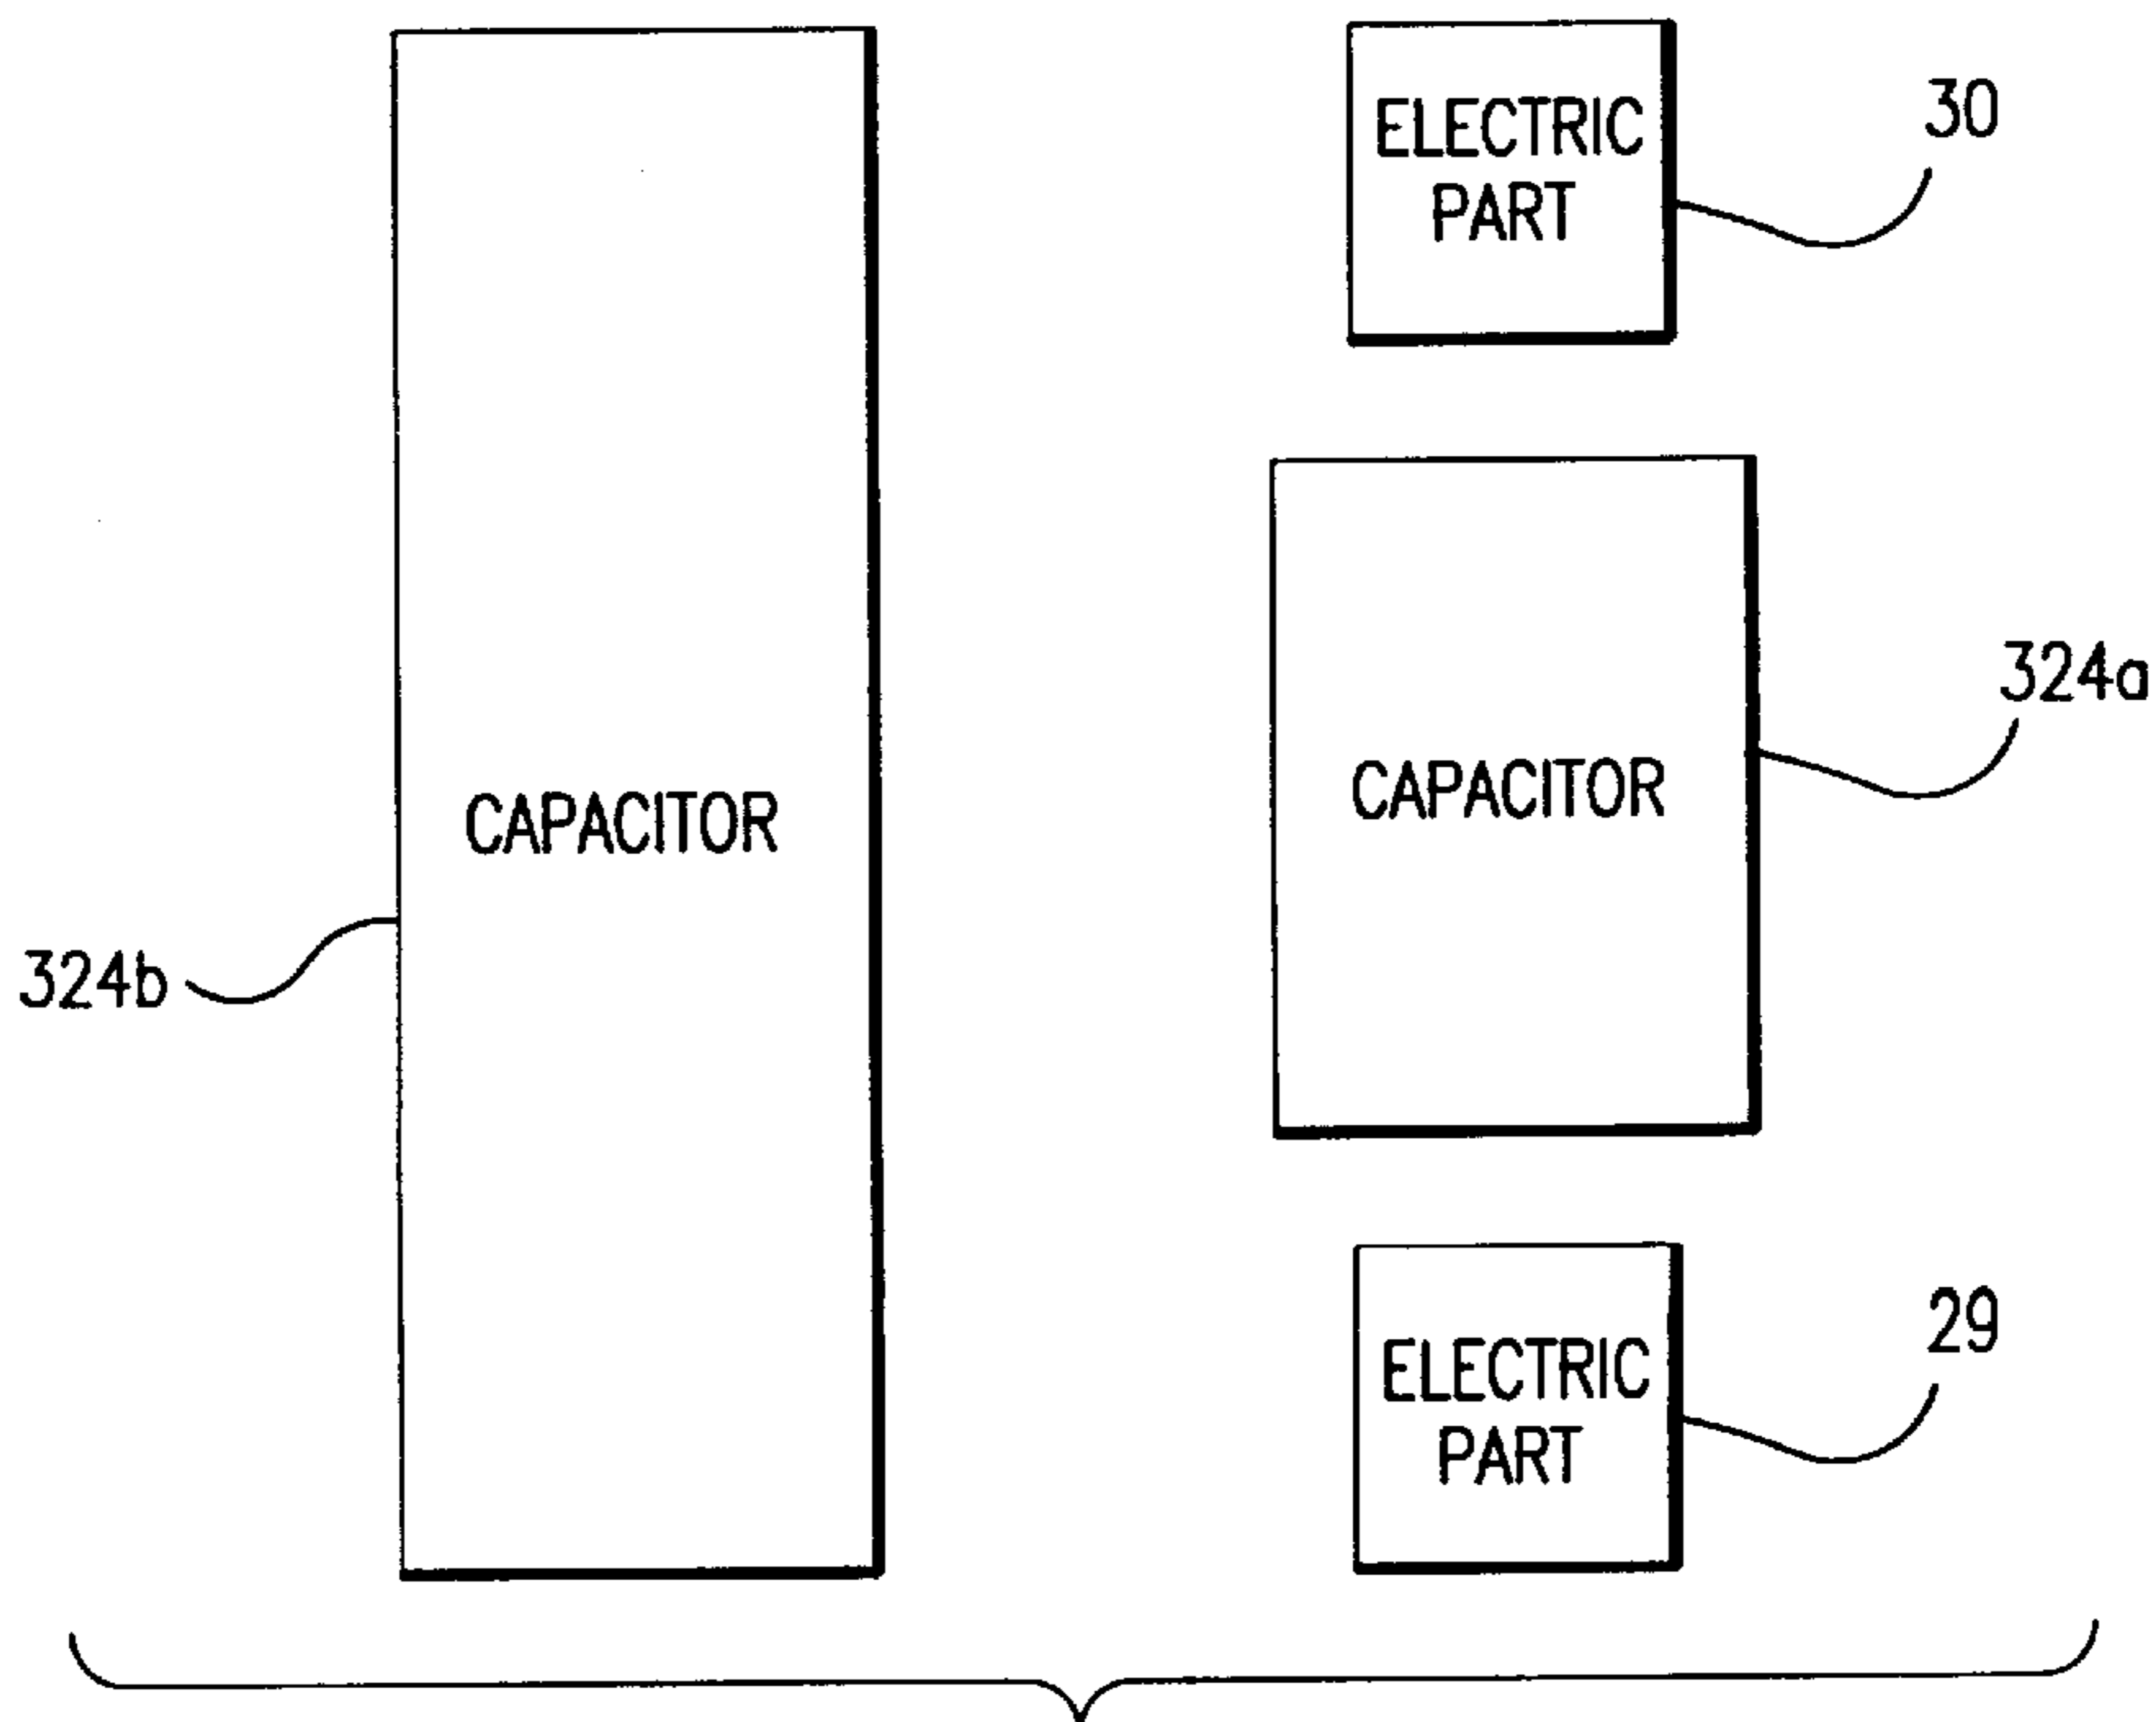 ELECTRIC
PART
30
324a
CAPACITOR
CAPACITOR
324b
ELECTRIC
PART
29